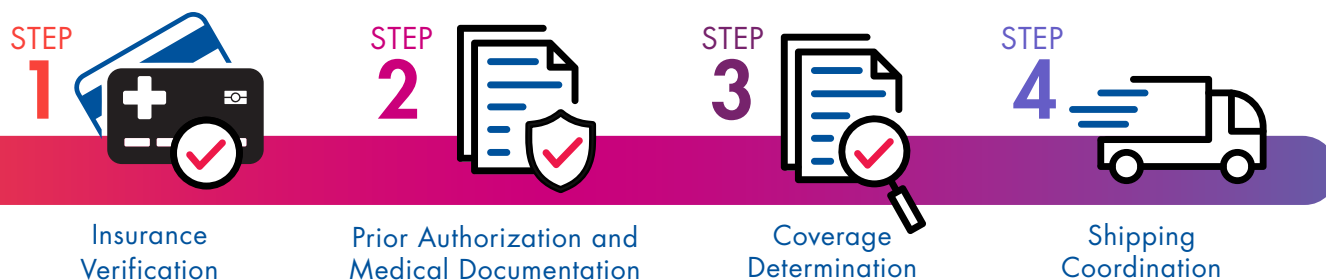 STEP
1
STEP
2
STEP
3
STEP
4
Insurance
Verification
Prior Authorization and
Medical Documentation
Coverage
Determination
Shipping
Coordination